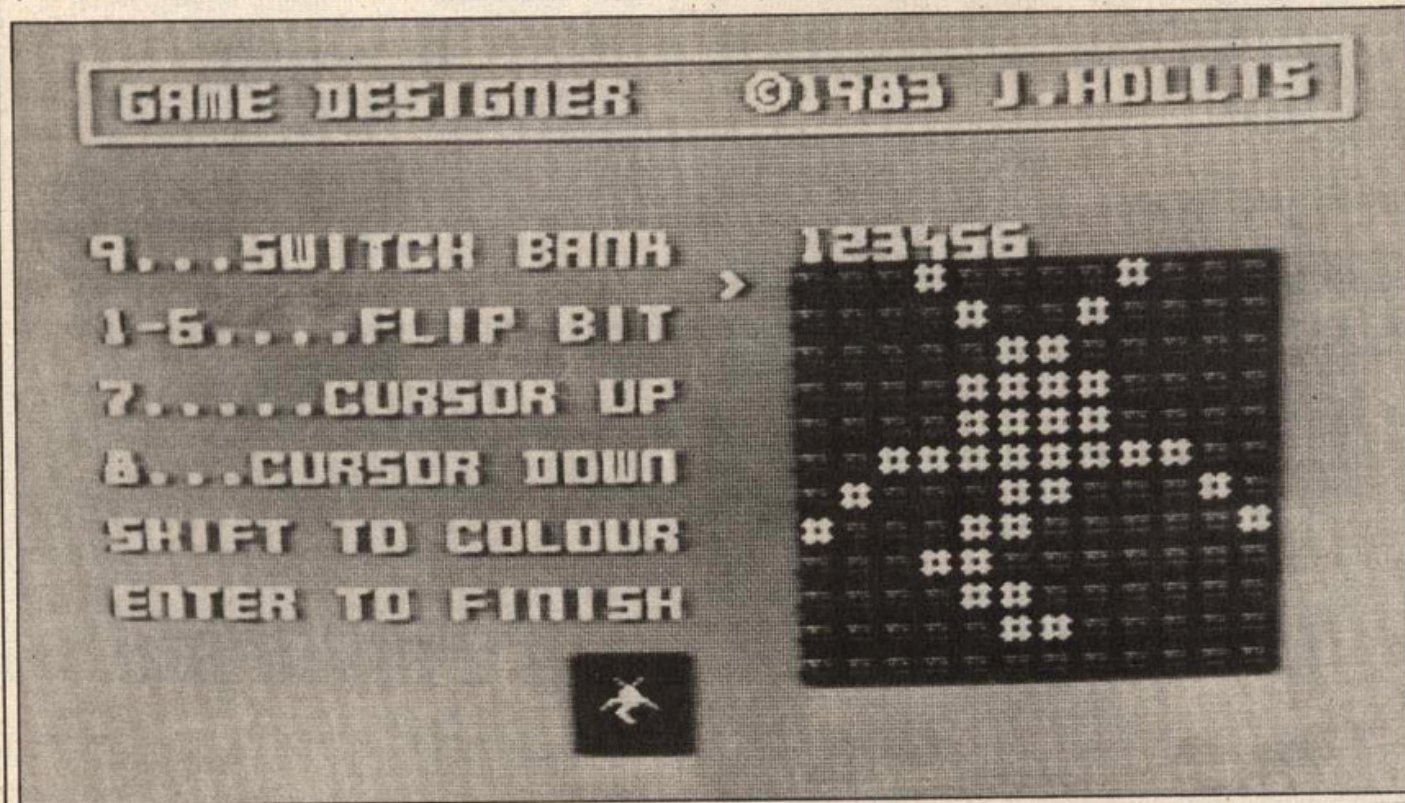 GAME DESIGNER ©1983 J.HOLLIS
9...SWITCH BANK
123456
>
1-6....FLIP BIT
7.....CURSOR UP
8...CURSOR DOWN
SHIFT TO COLOUR
ENTER TO FINISH